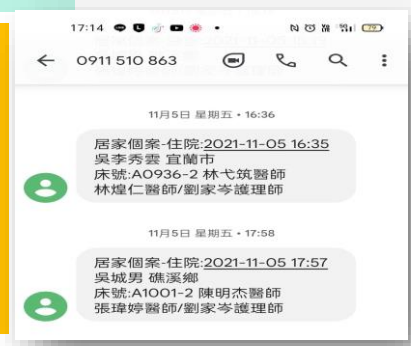 17:14
79
0911 510 863
11月5日 星期五 • 16:36
居家個案-住院:2021-11-05 16:35
吳李秀雲 宜蘭市
床號:A0936-2 林弋筑醫師
林煌仁醫師/劉家岑護理師
11月5日 星期五 • 17:58
居家個案-住院:2021-11-05 17:57
吳城男 礁溪鄉
床號:A1001-2 陳明杰醫師
張瑋婷醫師/劉家岑護理師